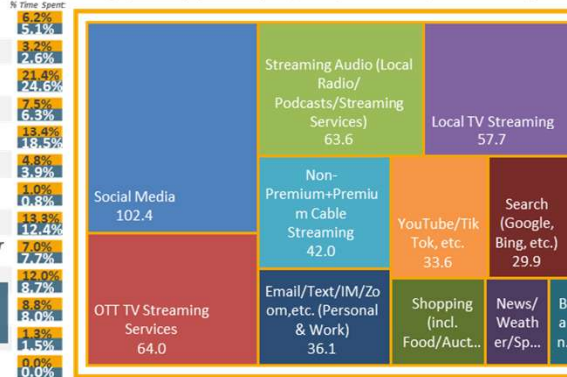 % Time Spent:
6.2%
5.1%
3.2%
2.6%
21.4%
24.6%
7.5%
6.3%
13.4%
18.5%
4.8%
3.9%
1.0%
0.8%
13.3%
12.4%
7.0%
7.7%
12.0%
8.7%
8.8%
8.0%
1.3%
1.5%
0.0%
0.0%
Social Media
102.4
OTT TV Streaming
Services
64.0
Streaming Audio (Local
Radio/
Podcasts/Streaming
Services)
63.6
Local TV Streaming
57.7
Non-
Premium+Premiu
m Cable
Streaming
42.0
YouTube/Tik
Tok, etc.
33.6
Search
(Google,
Bing, etc.)
29.9
Email/Text/IM/Zo
om,etc. (Personal
& Work)
36.1
Shopping
(incl.
Food/Auct...
News/
Weath
er/Sp...
B
a
n.